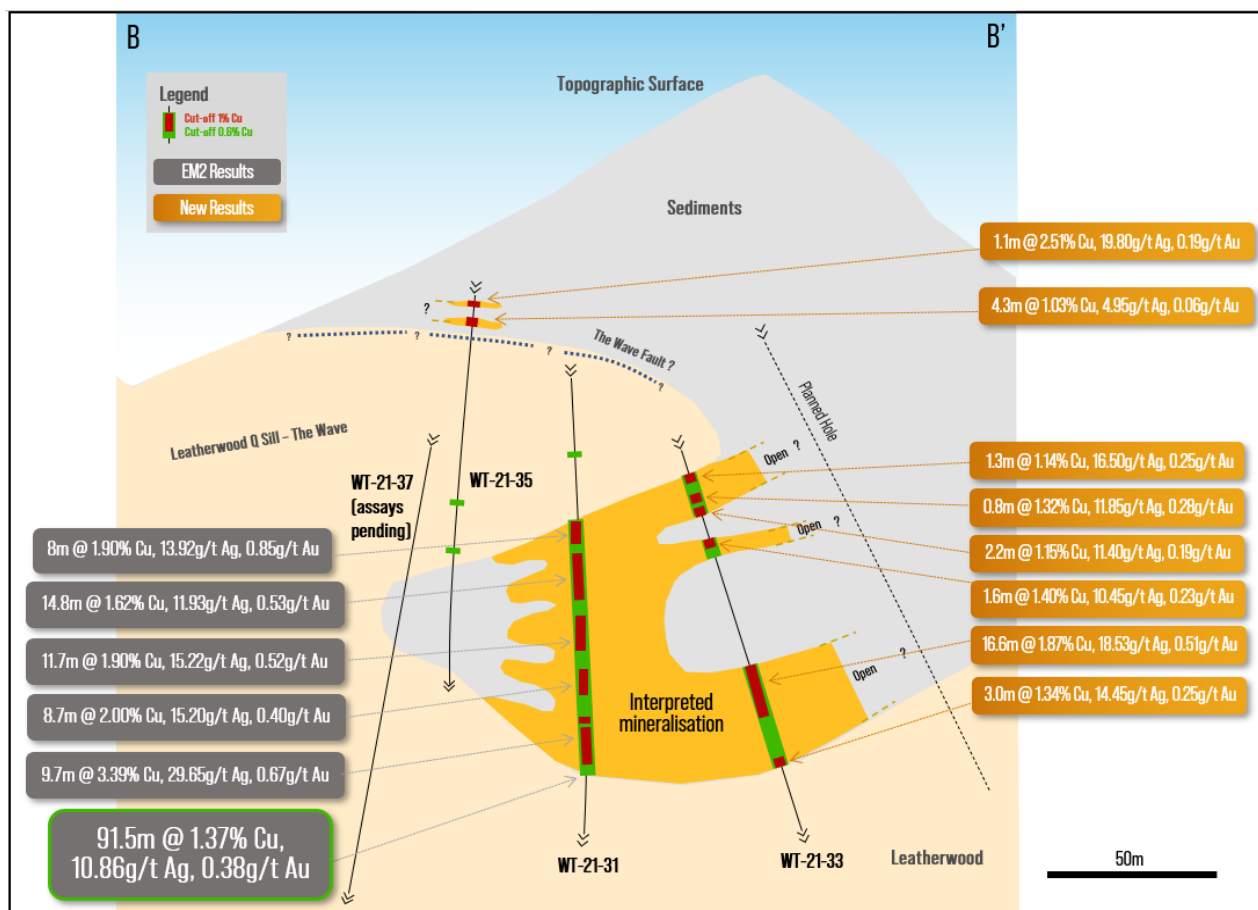 B
B'
Topographic Surface
Legend
Cut-off 1% Cu
Cut-off 0.6% Cu
EM2 Results
New Results
Sediments
1.1m @ 2.51% Cu, 19.80g/t Ag, 0.19g/t Au
4.3m @ 1.03% Cu, 4.95g/t Ag, 0.06g/t Au
?
?
?
?
?
The Wave Fault ?
Planned Hole
Leatherwood Q Sill – The Wave
WT-21-37
(assays
pending)
WT-21-35
Open ?
Open ?
Open ?
1.3m @ 1.14% Cu, 16.50g/t Ag, 0.25g/t Au
0.8m @ 1.32% Cu, 11.85g/t Ag, 0.28g/t Au
2.2m @ 1.15% Cu, 11.40g/t Ag, 0.19g/t Au
1.6m @ 1.40% Cu, 10.45g/t Ag, 0.23g/t Au
16.6m @ 1.87% Cu, 18.53g/t Ag, 0.51g/t Au
3.0m @ 1.34% Cu, 14.45g/t Ag, 0.25g/t Au
8m @ 1.90% Cu, 13.92g/t Ag, 0.85g/t Au
14.8m @ 1.62% Cu, 11.93g/t Ag, 0.53g/t Au
11.7m @ 1.90% Cu, 15.22g/t Ag, 0.52g/t Au
8.7m @ 2.00% Cu, 15.20g/t Ag, 0.40g/t Au
9.7m @ 3.39% Cu, 29.65g/t Ag, 0.67g/t Au
91.5m @ 1.37% Cu,
10.86g/t Ag, 0.38g/t Au
Interpreted
mineralisation
WT-21-31
WT-21-33
Leatherwood
50m